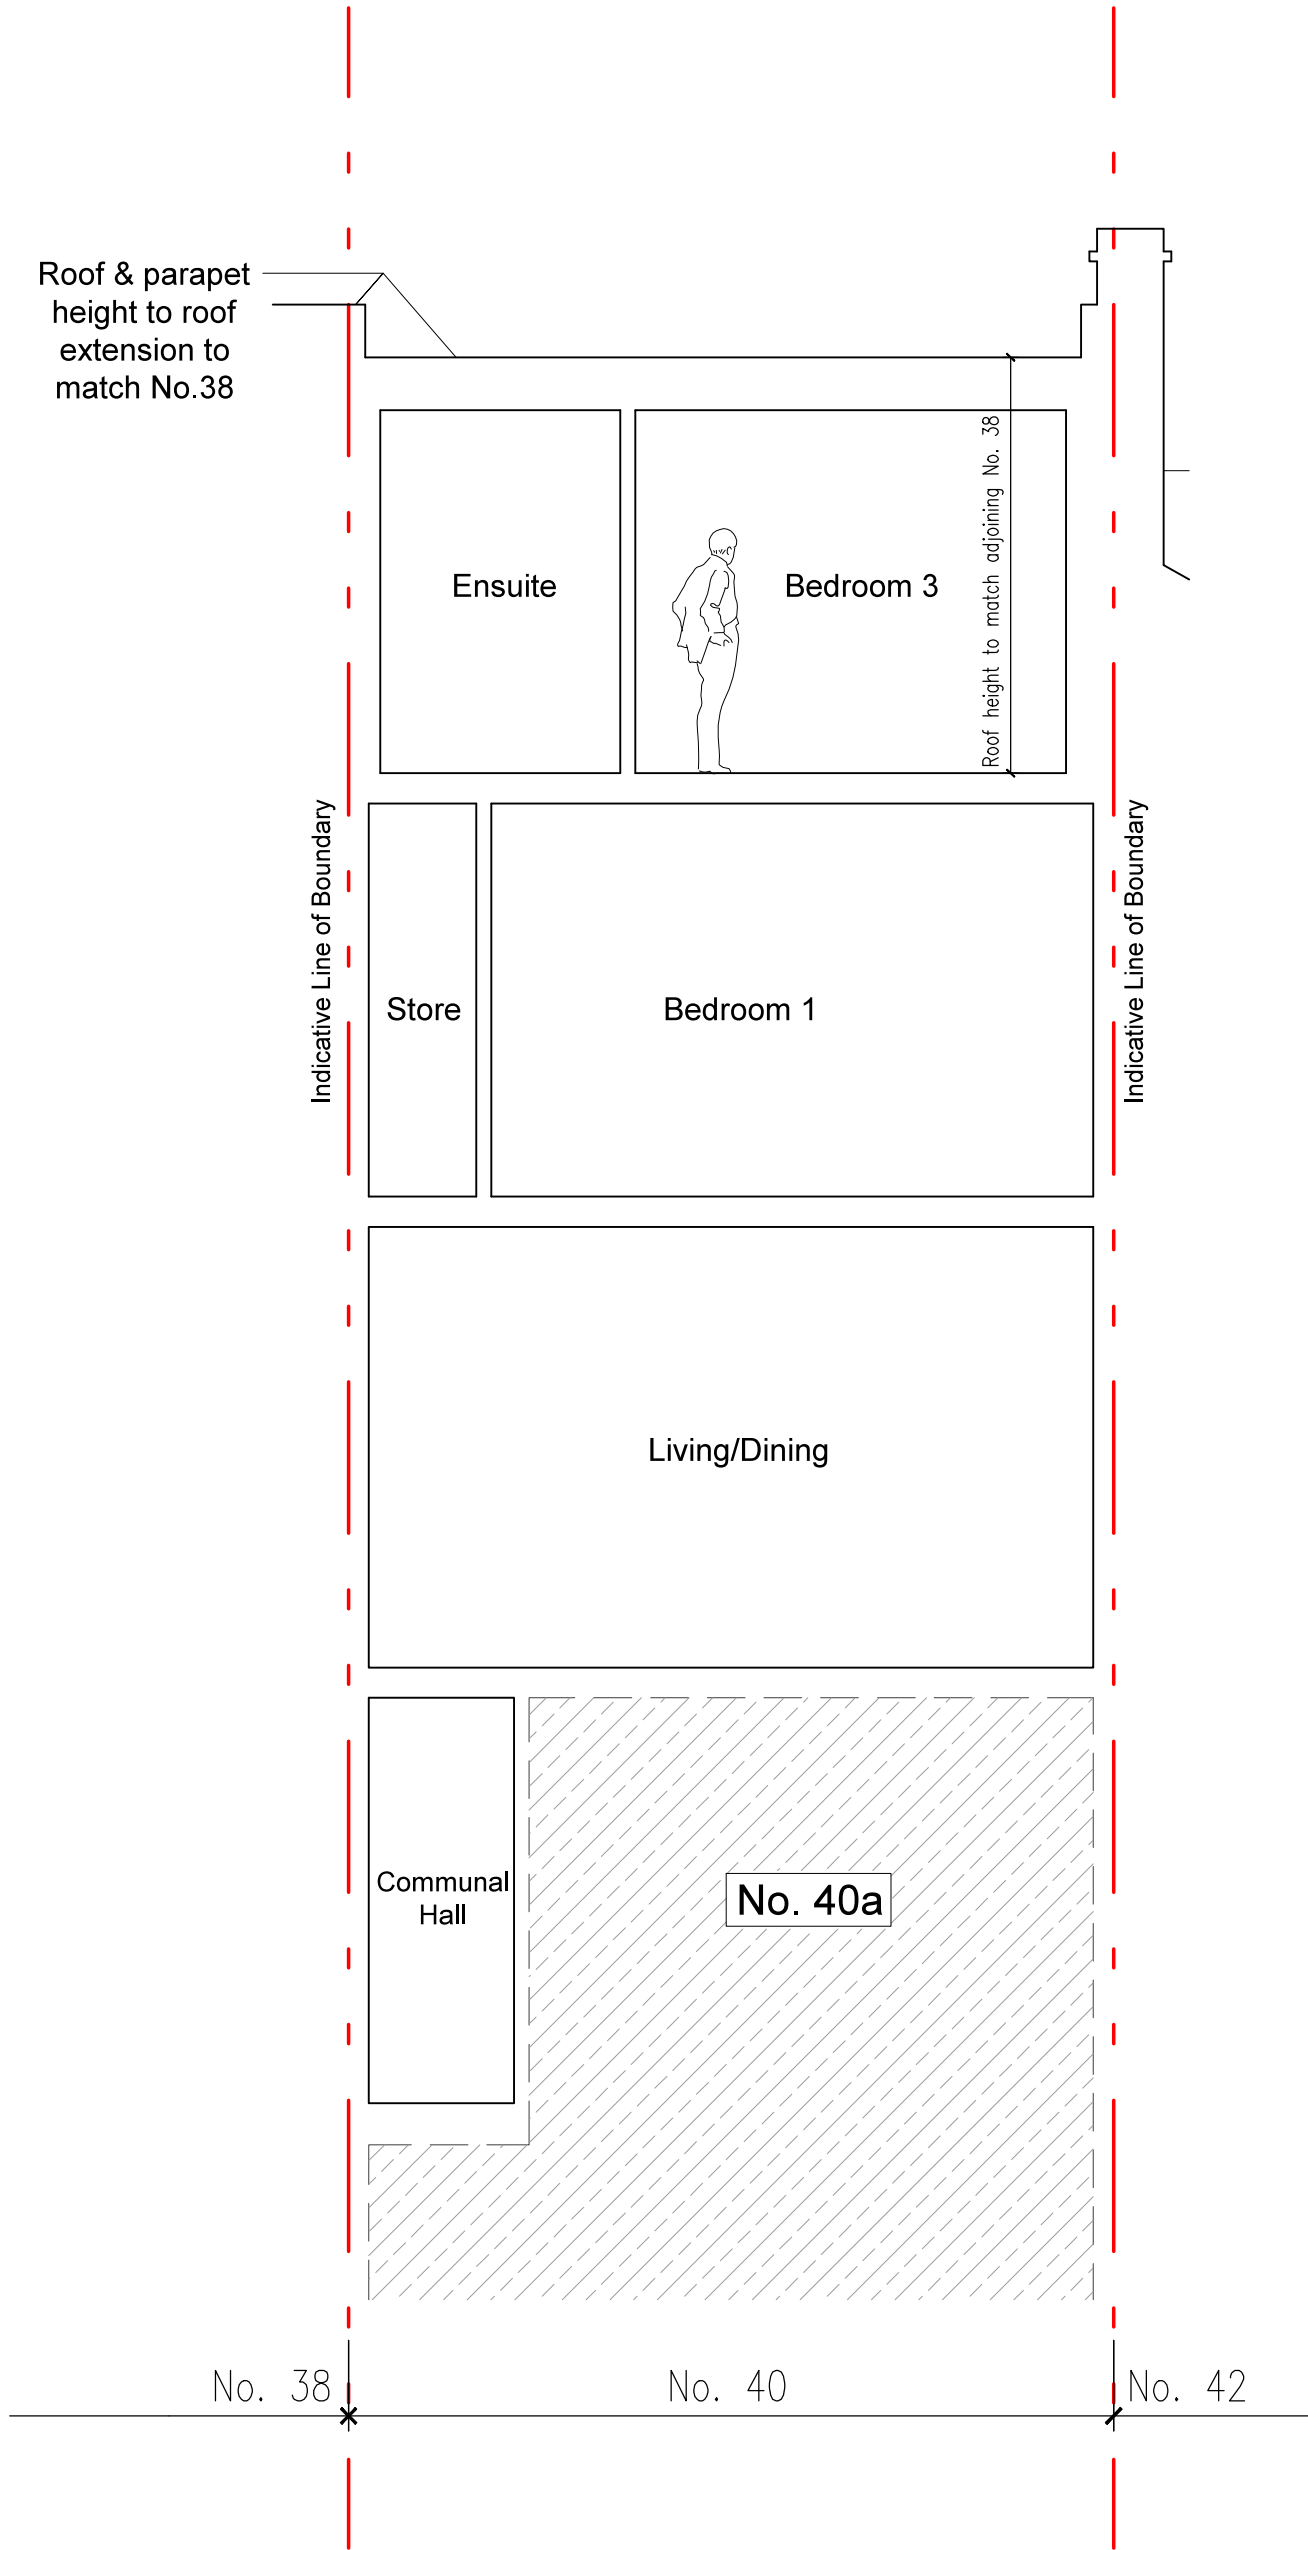 Roof & parapet
height to roof
extension to
match No.38
Roof height to match adjoining No. 38
Ensuite
Bedroom 3
Indicative Line of Boundary
Indicative Line of Boundary
Store
Bedroom 1
Living/Dining
Communal
Hall
No. 40a
No. 38
No. 40
No. 42